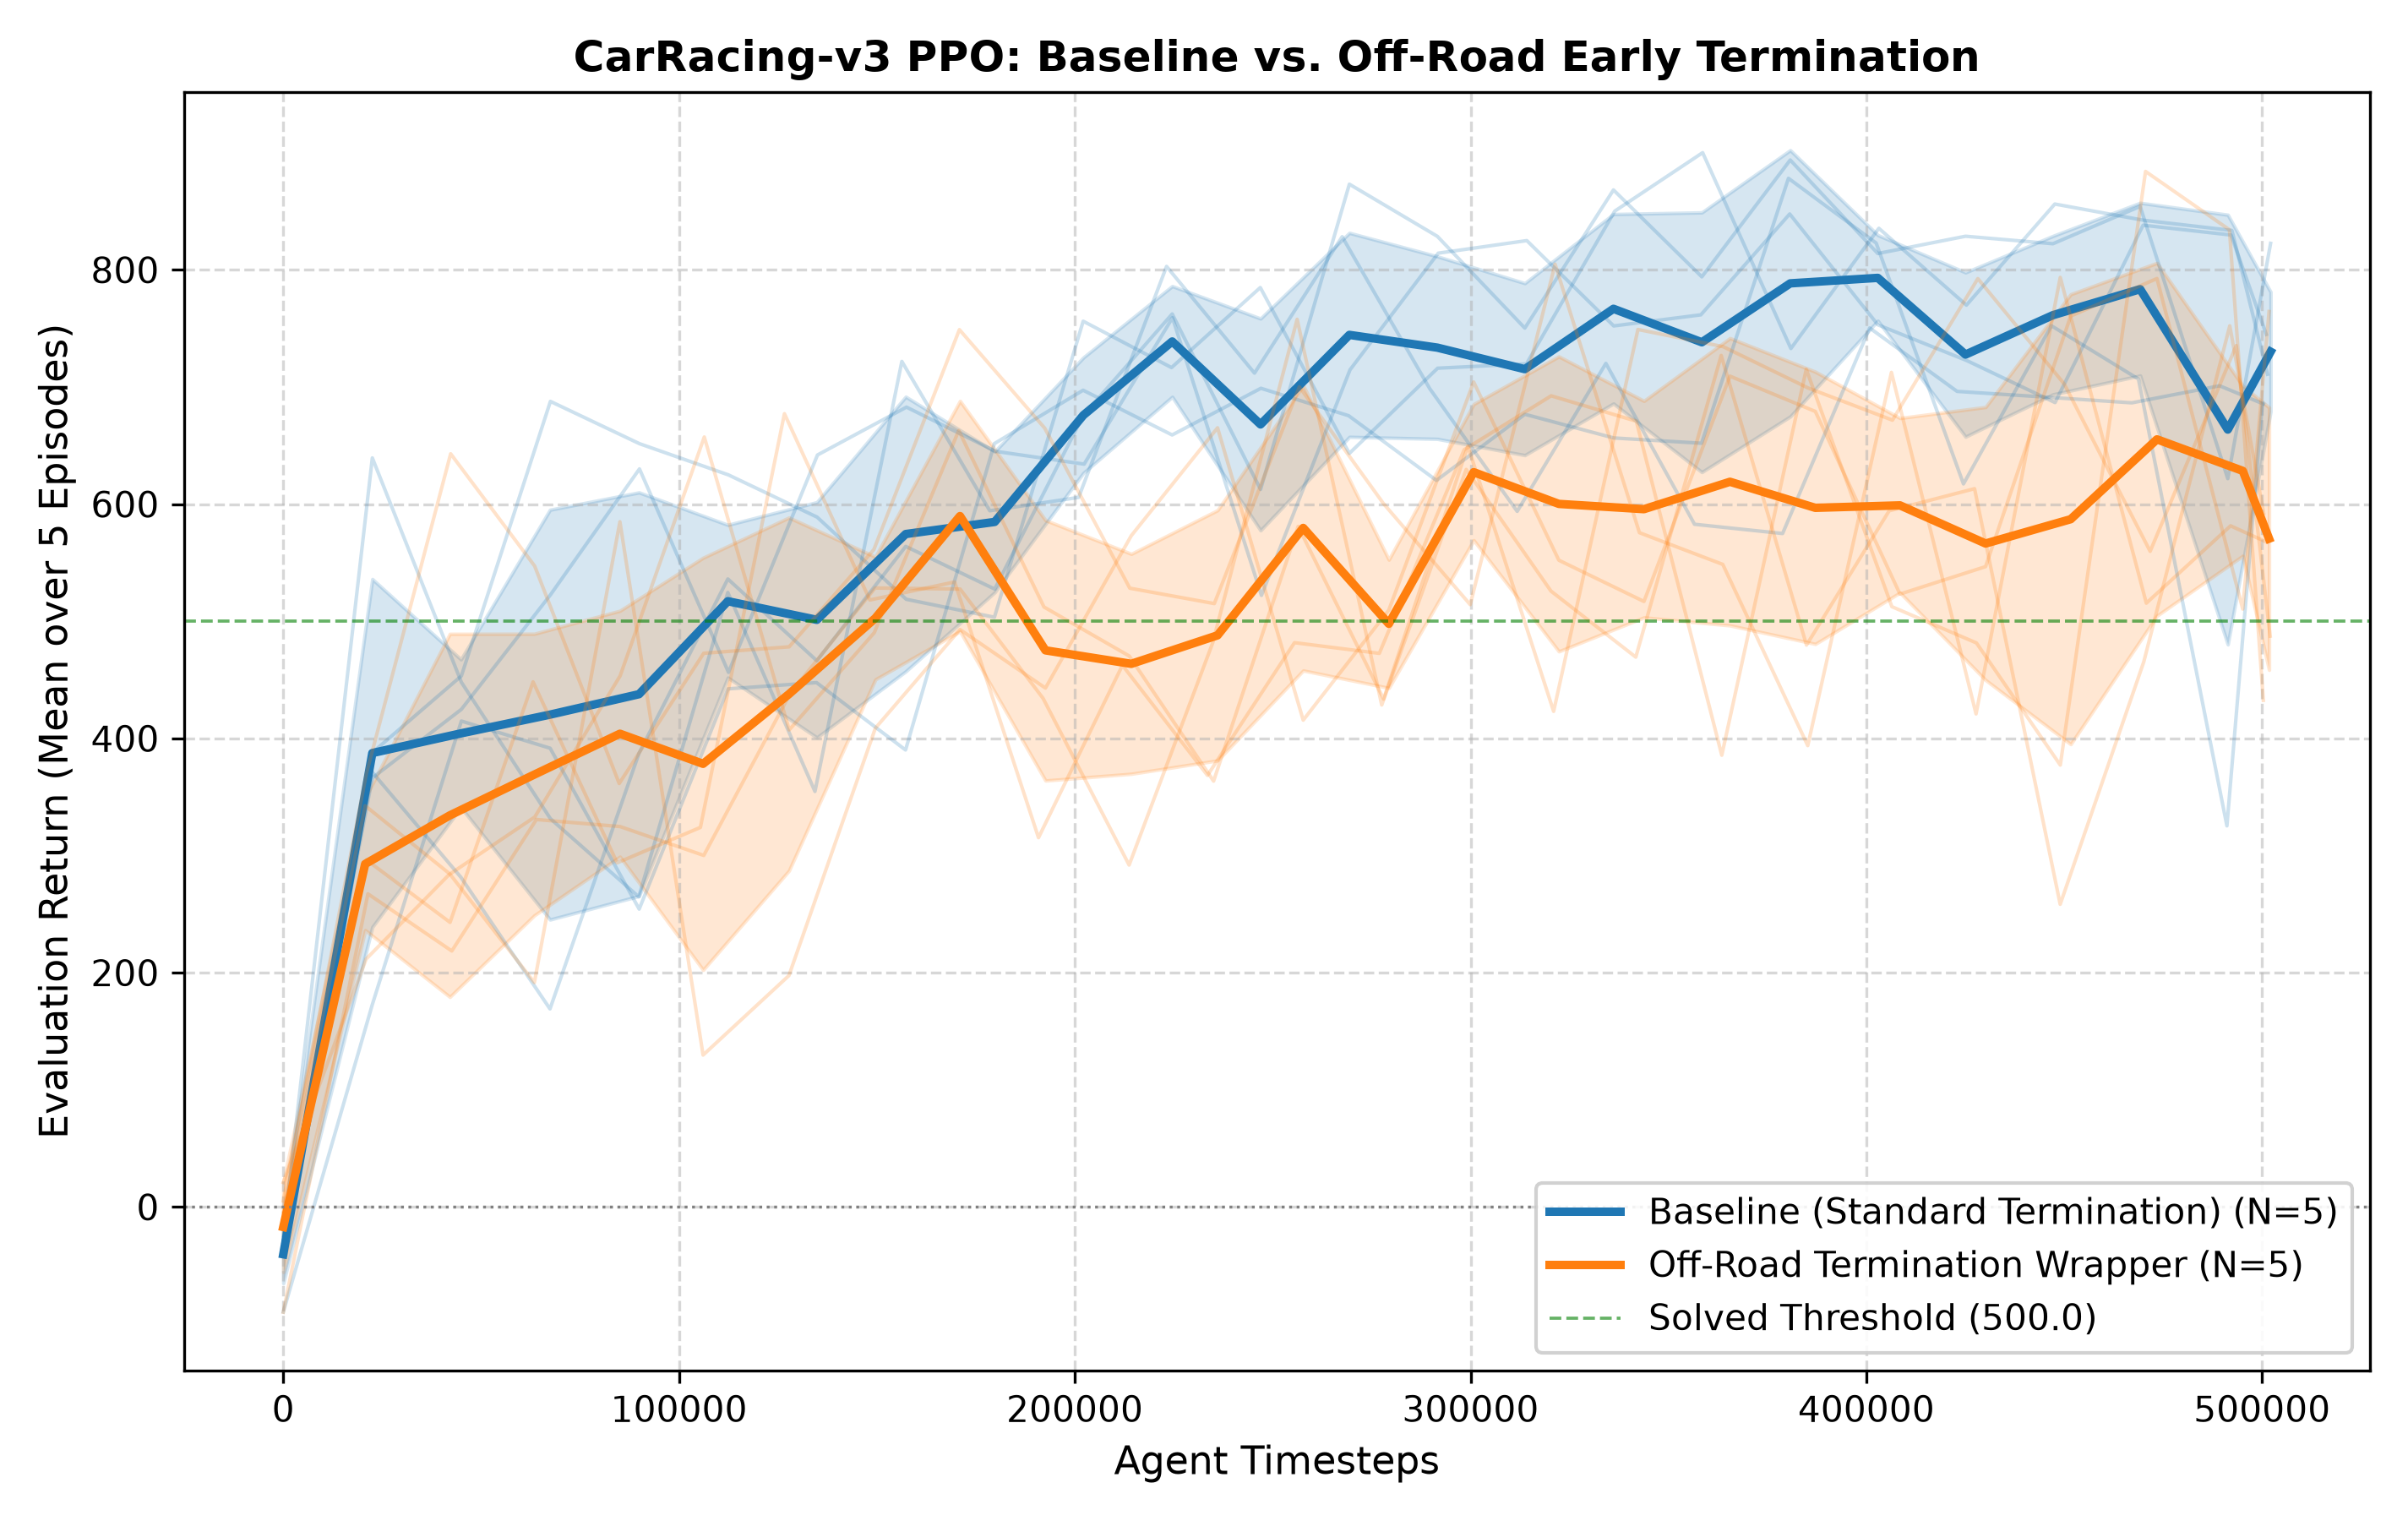 CarRacing-v3 PPO: Baseline vs. Off-Road Early Termination
Evaluation Return (Mean over 5 Episodes)
800
600
400
200
0
0
100000
200000
300000
400000
500000
Agent Timesteps
Baseline (Standard Termination) (N=5)
Off-Road Termination Wrapper (N=5)
Solved Threshold (500.0)